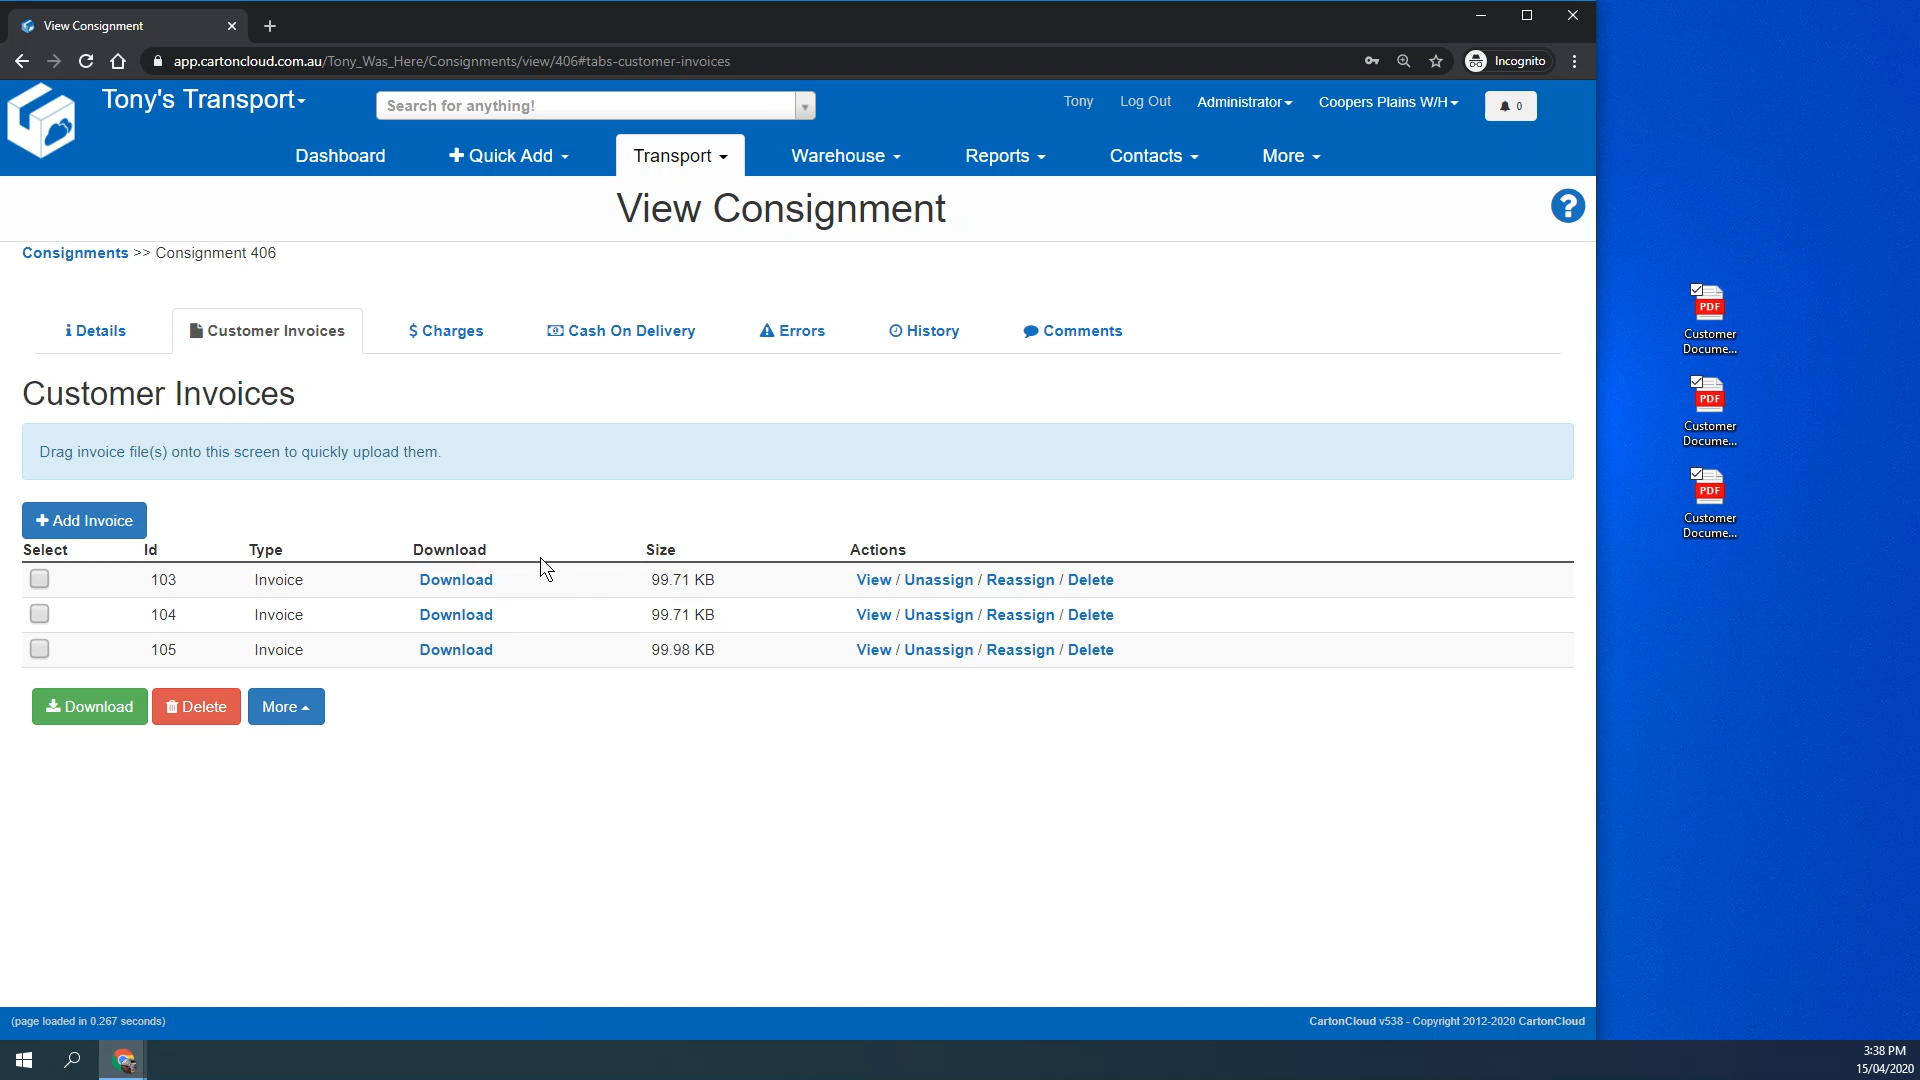 View Consignment
app.cartoncloud.com.au/Tony_Was_Here/Consignments/view/406#tabs-customer-invoices
Incognito
Tony's Transport
Search for anything!
Tony
Log Out
Administrator
Coopers Plains W/H
0
Dashboard
Quick Add
Transport
Warehouse
Reports
Contacts
More
View Consignment
?
Consignments >> Consignment 406
Details
Customer Invoices
$ Charges
Cash On Delivery
Errors
History
Comments
Customer Invoices
Drag invoice file(s) onto this screen to quickly upload them.
+ Add Invoice
Select Id Type Download Size Actions
103 Invoice Download 99.71 KB View / Unassign / Reassign / Delete
104 Invoice Download 99.71 KB View / Unassign / Reassign / Delete
105 Invoice Download 99.98 KB View / Unassign / Reassign / Delete
Download
Delete
More
(page loaded in 0.267 seconds)
CartonCloud v538 - Copyright 2012-2020 CartonCloud
PDF
Customer
Docume...
PDF
Customer
Docume...
PDF
Customer
Docume...
3:38 PM
15/04/2020